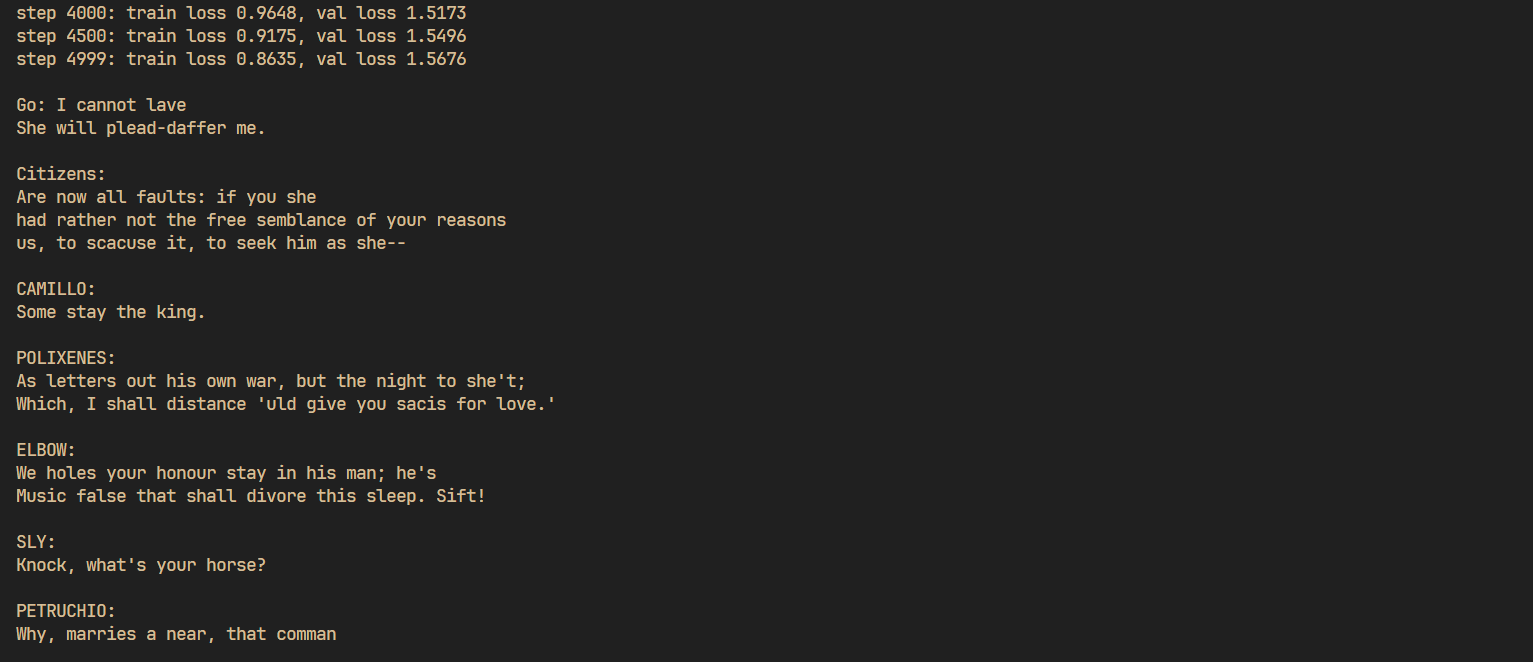 step 4000: train loss 0.9648, val loss 1.5173
step 4500: train loss 0.9175, val loss 1.5496
step 4999: train loss 0.8635, val loss 1.5676

Go: I cannot lave
She will plead-daffer me.

Citizens:
Are now all faults: if you she
had rather not the free semblance of your reasons
us, to scacuse it, to seek him as she--

CAMILLO:
Some stay the king.

POLIXENES:
As letters out his own war, but the night to she't;
Which, I shall distance 'uld give you sacis for love.'

ELBOW:
We holes your honour stay in his man; he's
Music false that shall divore this sleep. Sift!

SLY:
Knock, what's your horse?

PETRUCHIO:
Why, marries a near, that comman